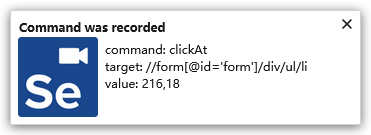 Command was recorded
Se
command: clickAt
target: //form[@id='form']/div/ul/li
value: 216,18